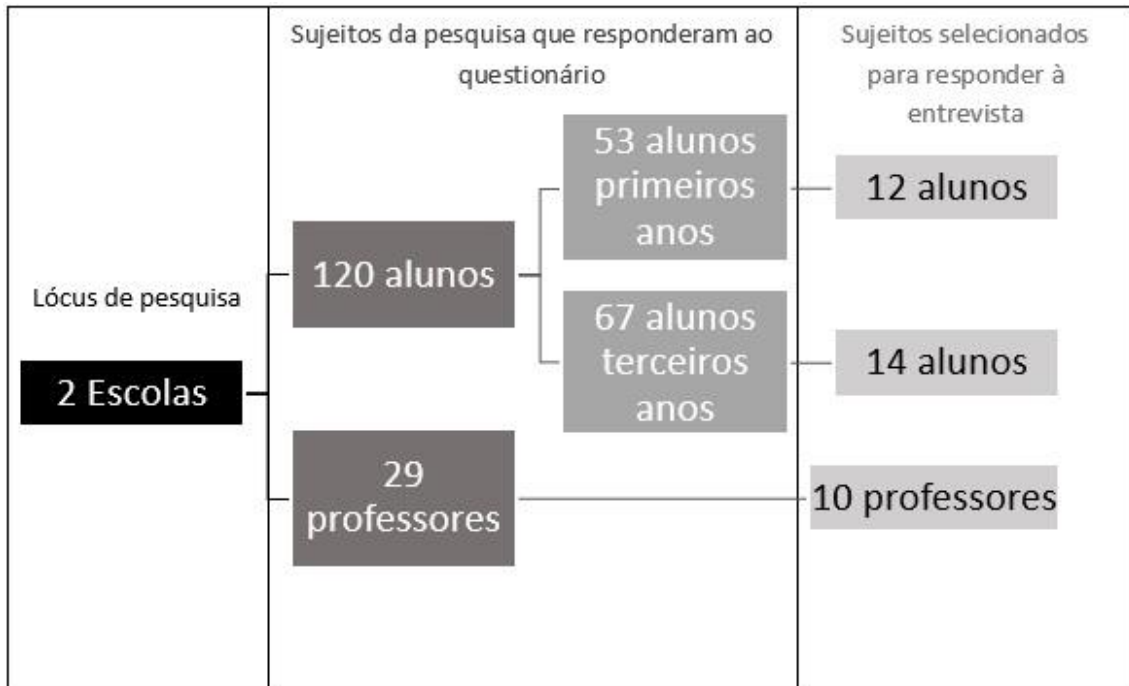 Lócus de pesquisa
2 Escolas
Sujeitos da pesquisa que responderam ao
questionário
120 alunos
29
professores
53 alunos
primeiros
anos
67 alunos
terceiros
anos
Sujeitos selecionados
para responder à
entrevista
12 alunos
14 alunos
10 professores